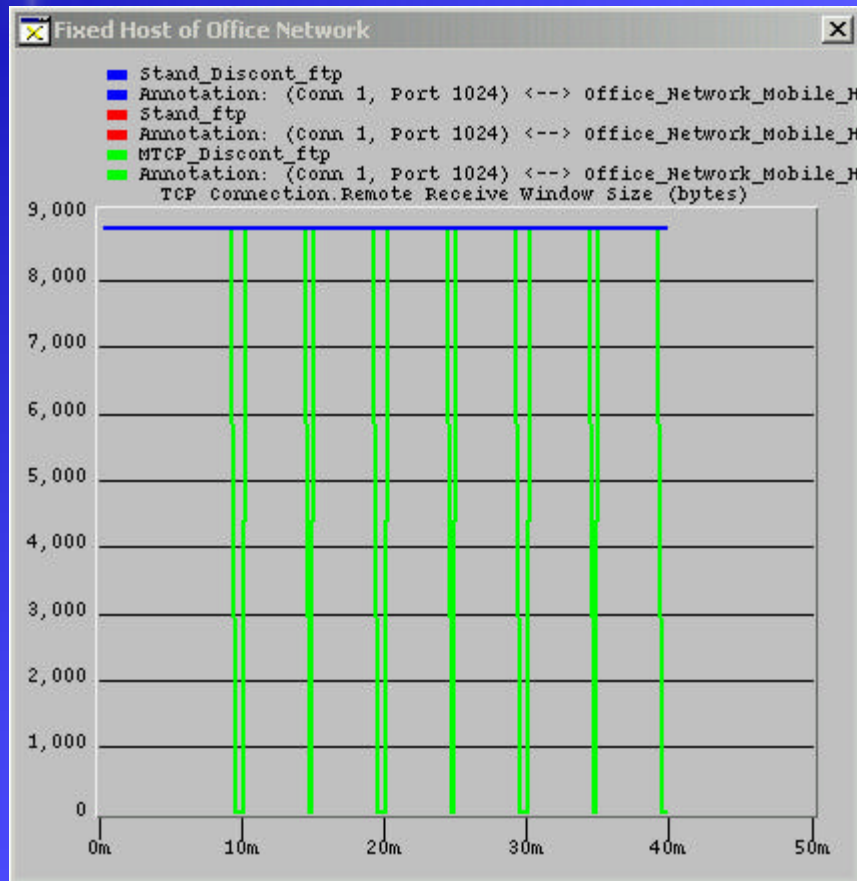 Fixed Host of Office Network
Stand_Discont_ftp
Annotation: (Conn 1, Port 1024) <--> Office_Network_Mobile_H
Stand_ftp
Annotation: (Conn 1, Port 1024) <--> Office_Network_Mobile_H
MTCP_Discont_ftp
Annotation: (Conn 1, Port 1024) <--> Office_Network_Mobile_H
TCP Connection.Remote Receive Window Size (bytes)
9,000
8,000
7,000
6,000
5,000
4,000
3,000
2,000
1,000
0
0m 10m 20m 30m 40m 50m